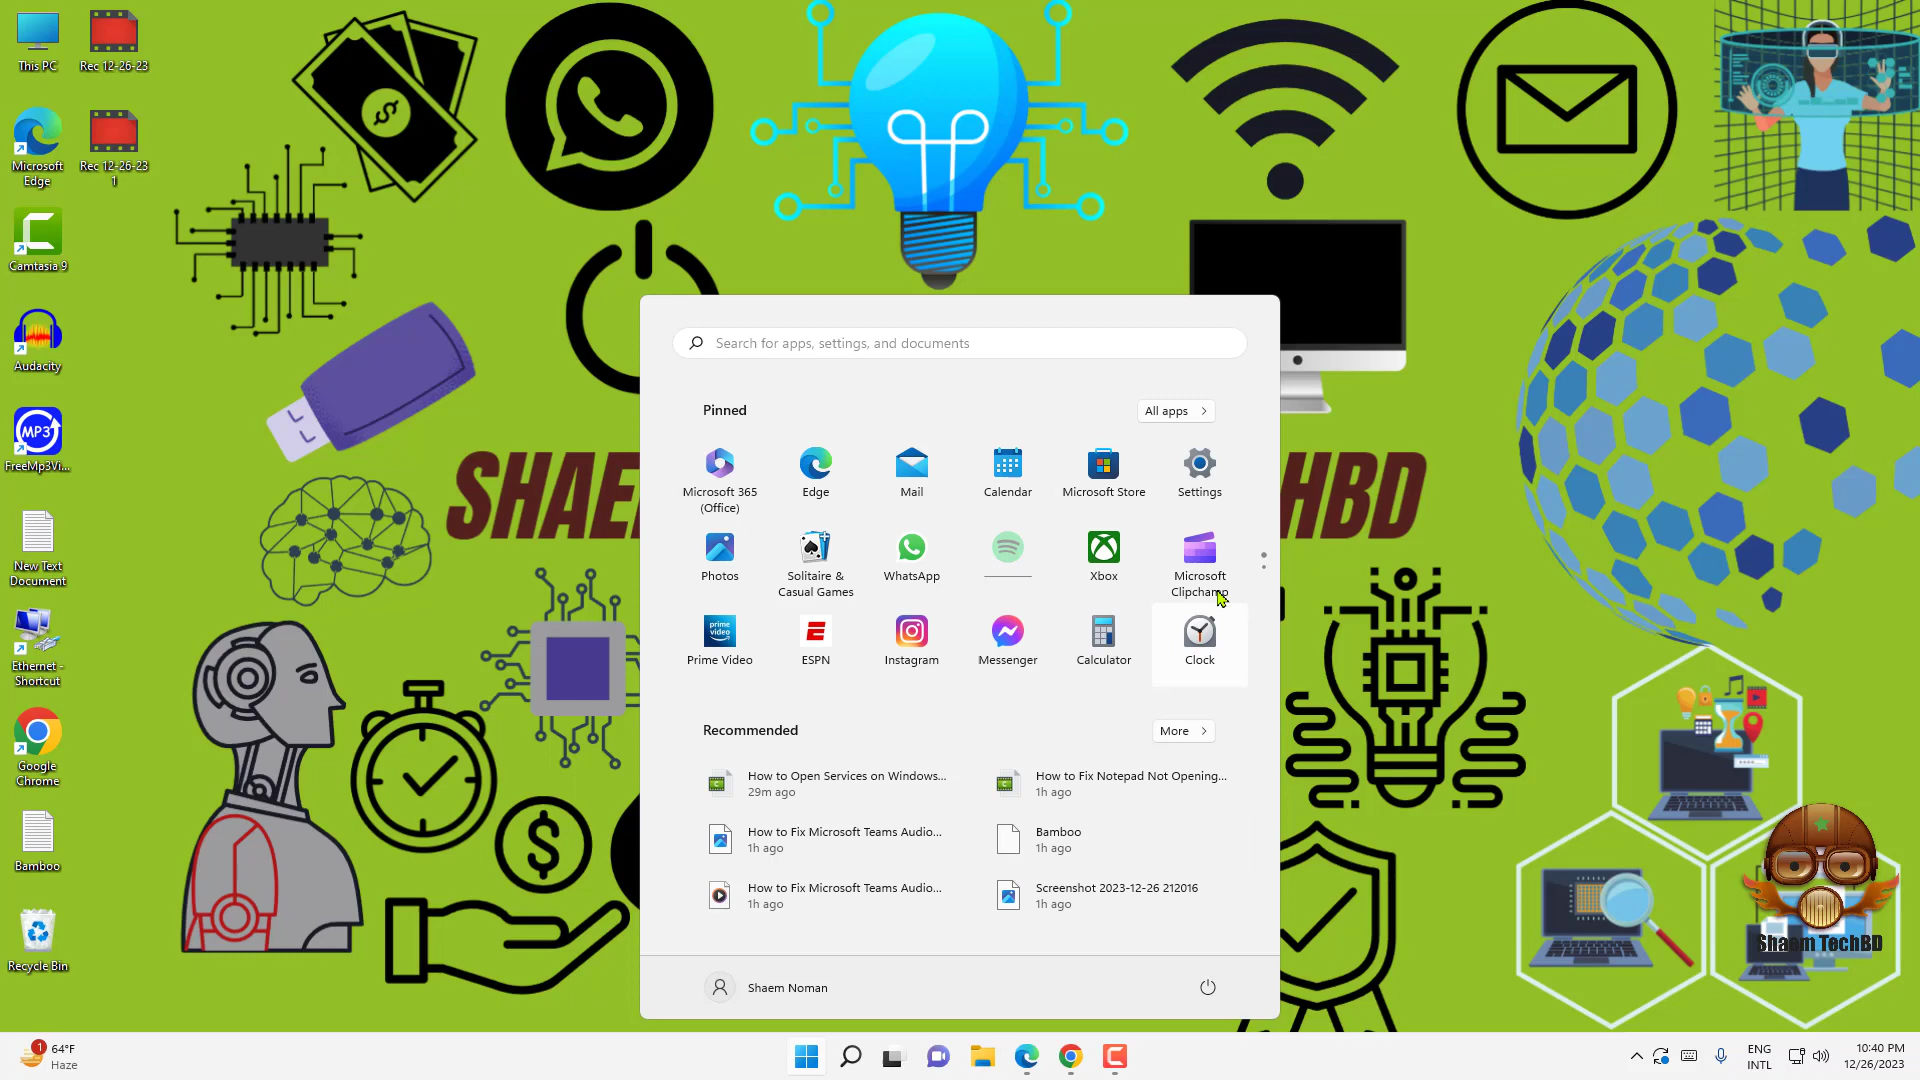 This PC
Rec 12-26-23
Microsoft
Edge
Rec 12-26-23
1
Camtasia 9
Audacity
MP3
FreeMp3Vi...
New Text
Document
Ethernet -
Shortcut
Google
Chrome
Bamboo
Recycle Bin
SHAE
HBD
Search for apps, settings, and documents
Pinned
All apps
Microsoft 365
(Office)
Edge
Mail
Calendar
Microsoft Store
Settings
Photos
Solitaire &
Casual Games
WhatsApp
Xbox
Microsoft
Clipchamp
prime
video
Prime Video
ESPN
Instagram
Messenger
Calculator
Clock
Recommended
More
How to Open Services on Windows...
29m ago
How to Fix Notepad Not Opening...
1h ago
How to Fix Microsoft Teams Audio...
1h ago
Bamboo
1h ago
How to Fix Microsoft Teams Audio...
1h ago
Screenshot 2023-12-26 212016
1h ago
Shaem Noman
Shaem TechBD
1
64°F
Haze
ENG
INTL
10:40 PM
12/26/2023